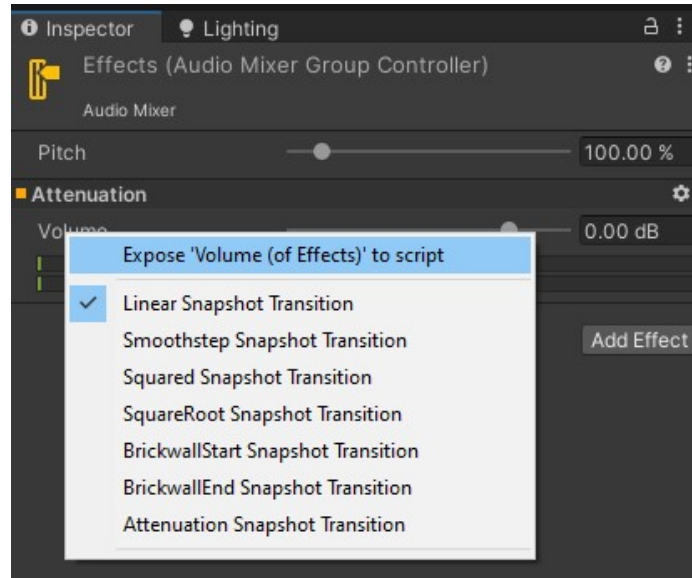 Inspector
Lighting
Effects (Audio Mixer Group Controller)
Audio Mixer
Pitch
100.00 %
Attenuation
Volume
0.00 dB
Expose 'Volume (of Effects)' to script
Linear Snapshot Transition
Smoothstep Snapshot Transition
Add Effect
Squared Snapshot Transition
SquareRoot Snapshot Transition
BrickwallStart Snapshot Transition
BrickwallEnd Snapshot Transition
Attenuation Snapshot Transition